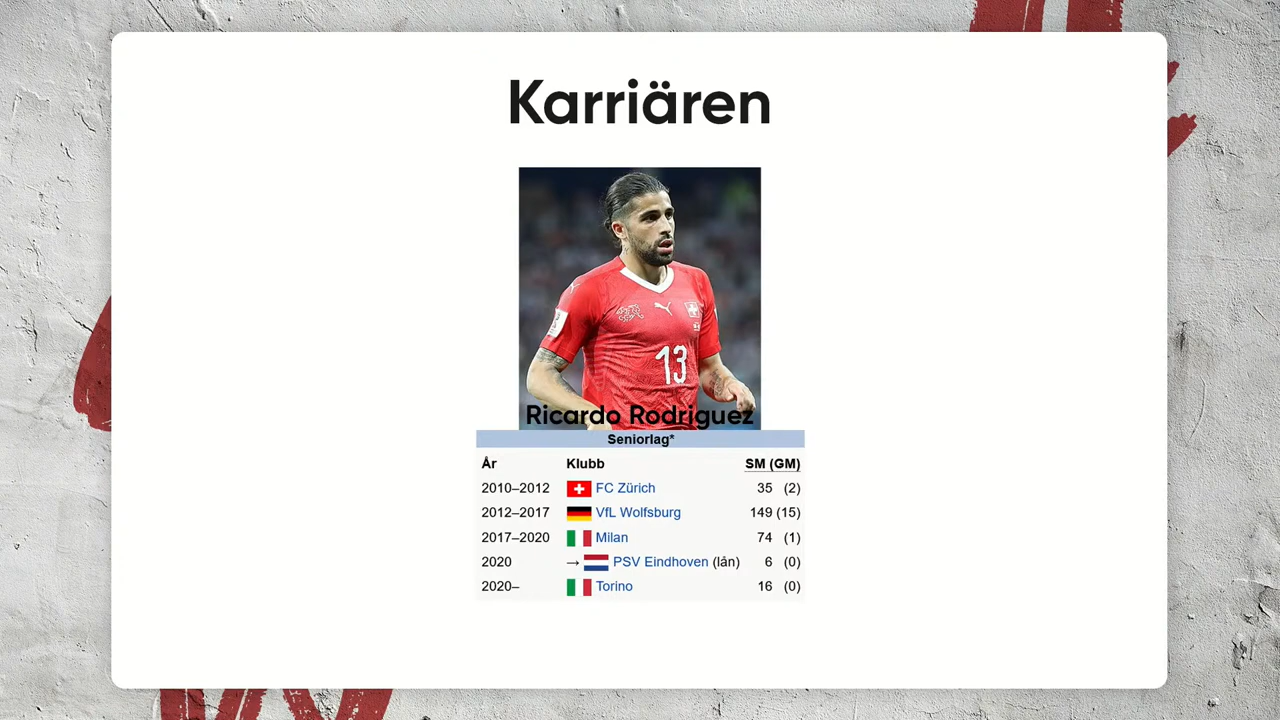 Karriären
13
Ricardo Rodriguez
Seniorlag*
År Klubb SM (GM)
2010–2012 FC Zürich 35 (2)
2012–2017 VfL Wolfsburg 149 (15)
2017–2020 Milan 74 (1)
2020 → PSV Eindhoven (lån) 6 (0)
2020– Torino 16 (0)